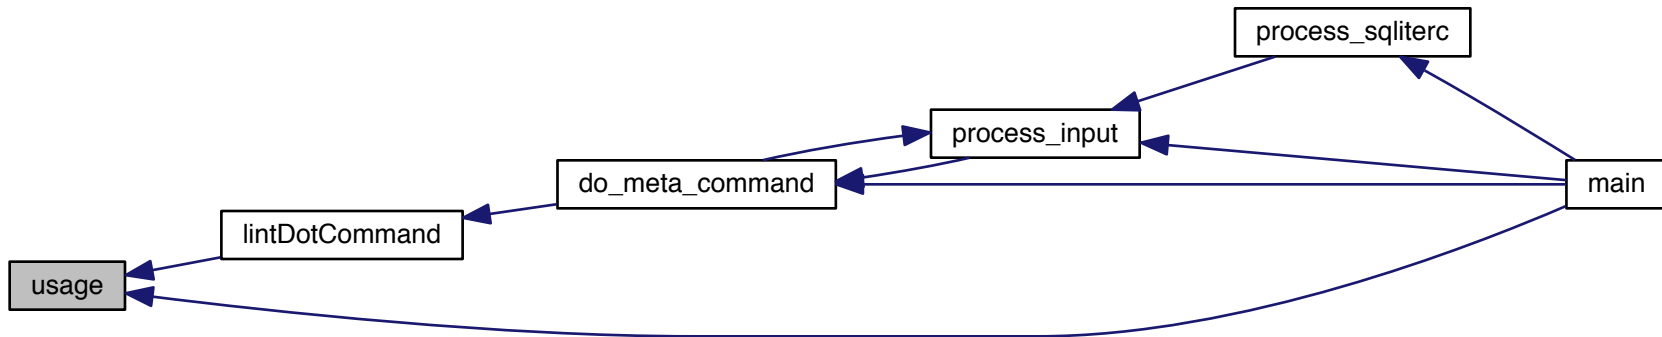 process_sqliterc
process_input
do_meta_command
main
lintDotCommand
usage